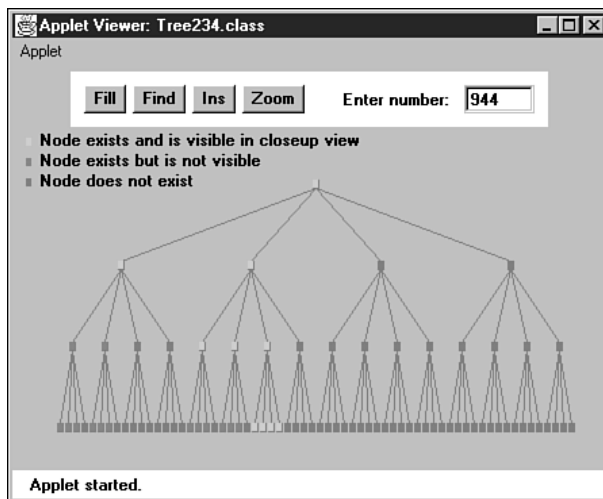 Applet Viewer: Tree234.class
Applet
Fill Find Ins Zoom Enter number: 944
Node exists and is visible in closeup view
Node exists but is not visible
Node does not exist
Applet started.